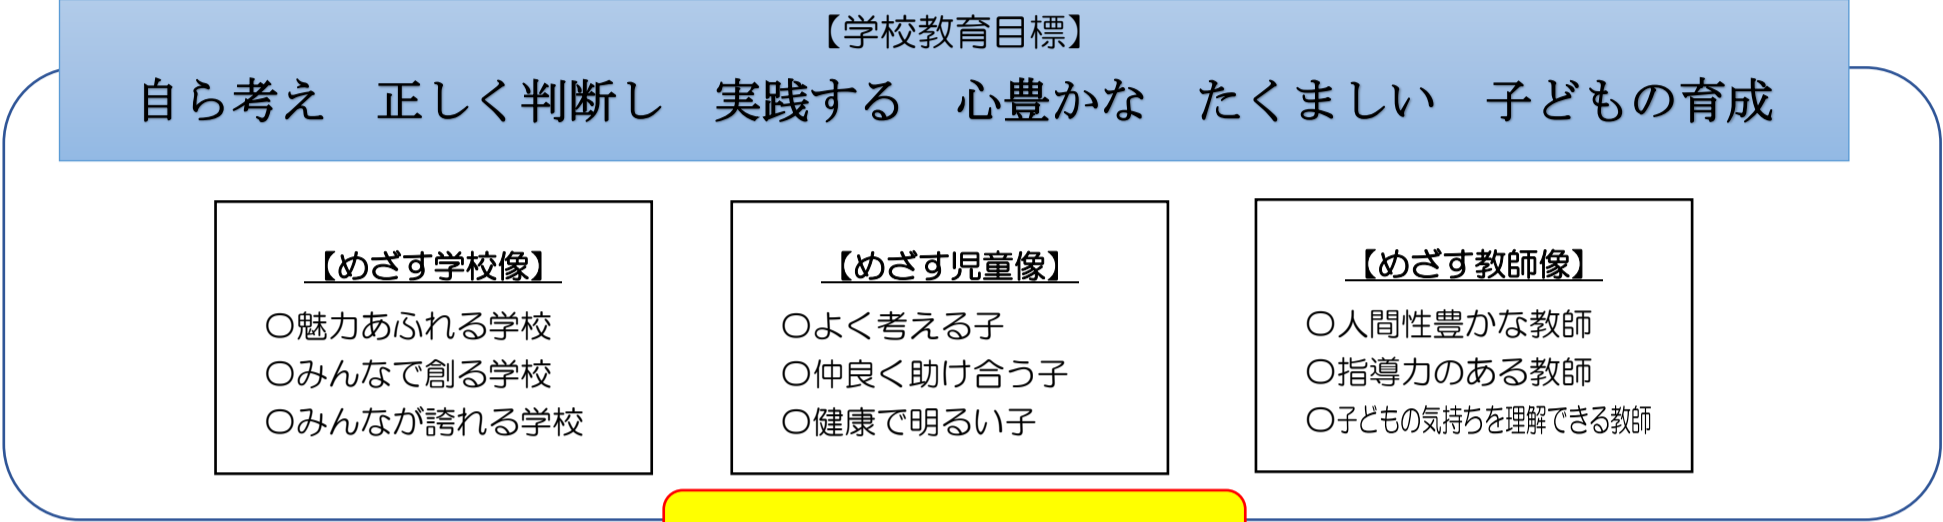 【学校教育目標】
自ら考え　正しく判断し　実践する　心豊かな　たくましい　子どもの育成
【めざす学校像】
〇魅力あふれる学校
〇みんなで創る学校
〇みんなが誇れる学校
【めざす児童像】
〇よく考える子
〇仲良く助け合う子
〇健康で明るい子
【めざす教師像】
〇人間性豊かな教師
〇指導力のある教師
〇子どもの気持ちを理解できる教師